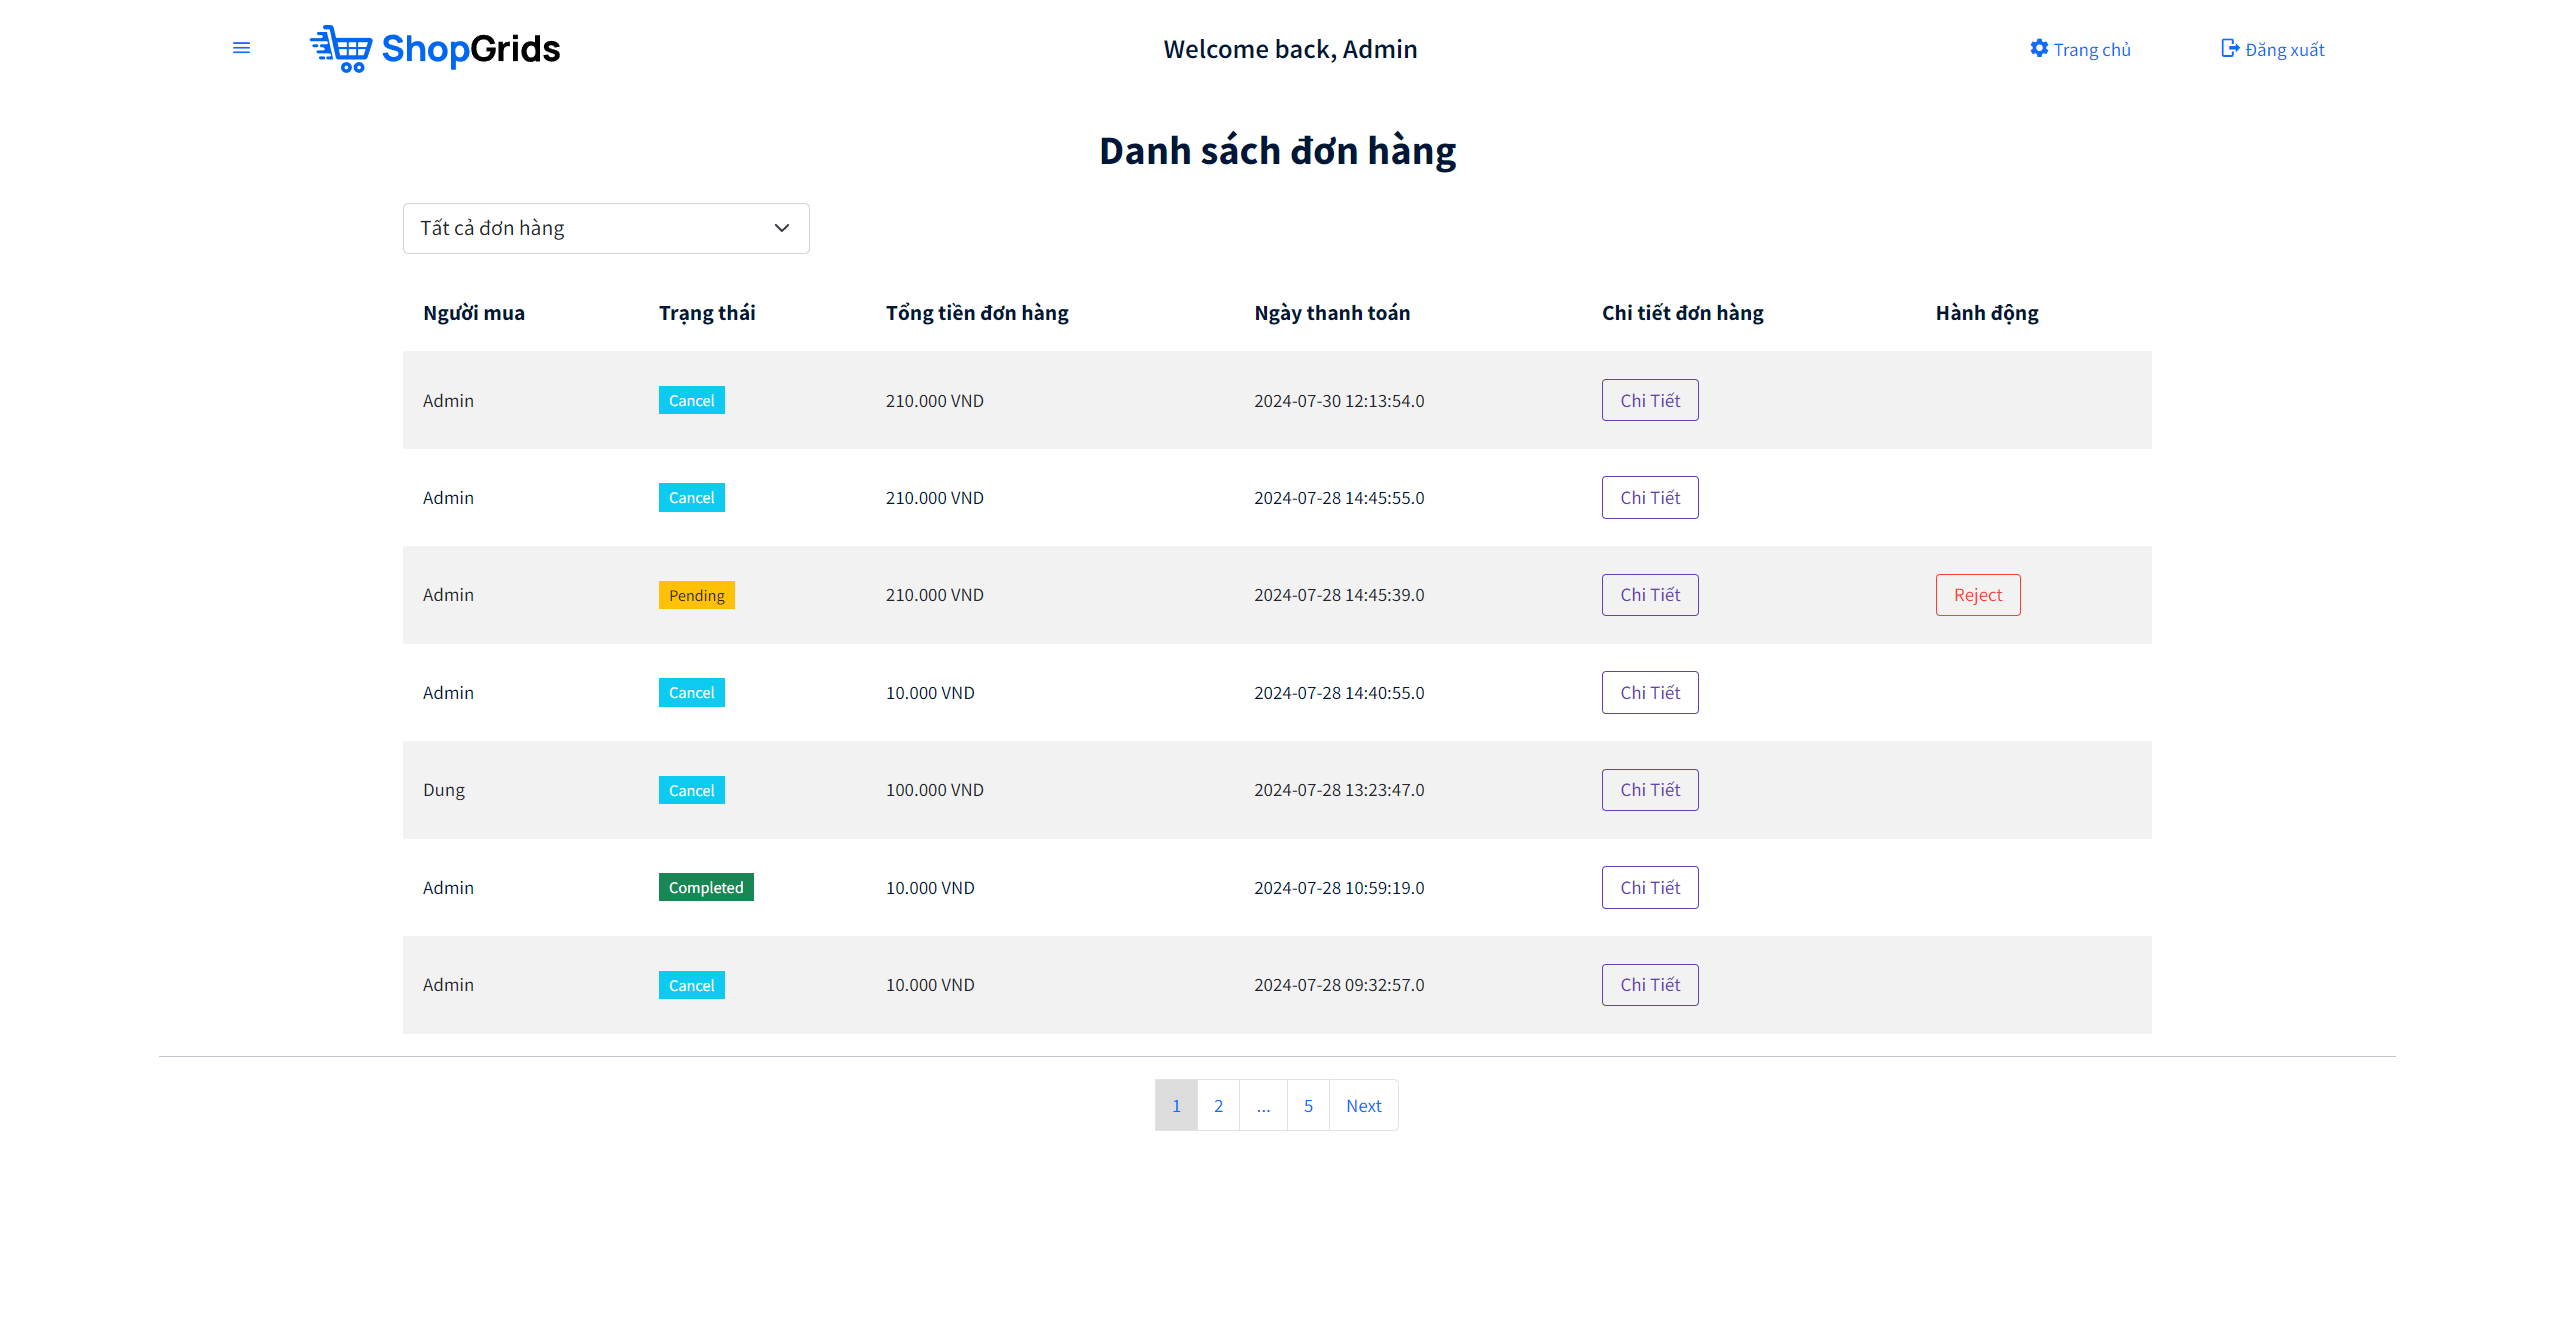 ShopGrids Welcome back, Admin Trang chủ Đăng xuất
Danh sách đơn hàng
Tất cả đơn hàng
Người mua Trạng thái Tổng tiền đơn hàng Ngày thanh toán Chi tiết đơn hàng Hành động
Admin Cancel 210.000 VND 2024-07-30 12:13:54.0 Chi Tiết
Admin Cancel 210.000 VND 2024-07-28 14:45:55.0 Chi Tiết
Admin Pending 210.000 VND 2024-07-28 14:45:39.0 Chi Tiết Reject
Admin Cancel 10.000 VND 2024-07-28 14:40:55.0 Chi Tiết
Dung Cancel 100.000 VND 2024-07-28 13:23:47.0 Chi Tiết
Admin Completed 10.000 VND 2024-07-28 10:59:19.0 Chi Tiết
Admin Cancel 10.000 VND 2024-07-28 09:32:57.0 Chi Tiết
1 2 ... 5 Next